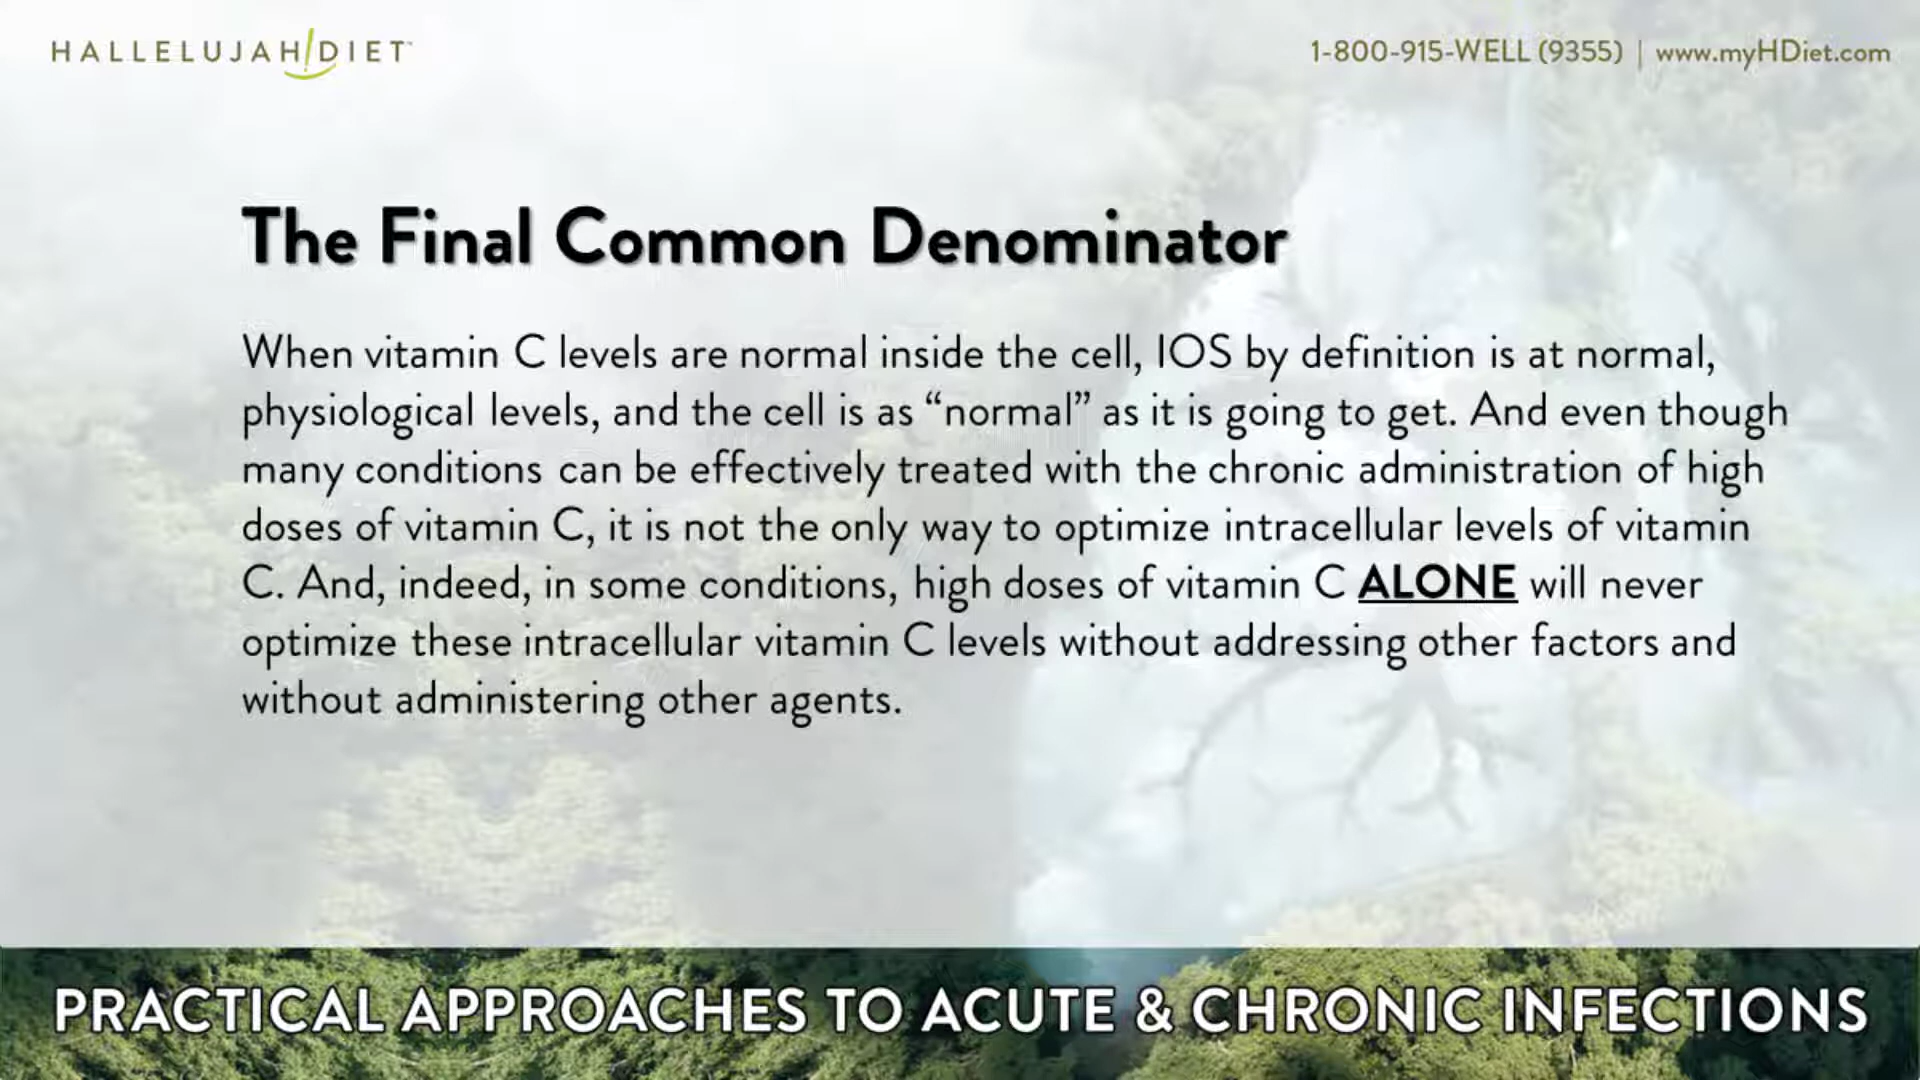 HALLELUJAH DIET™
1-800-915-WELL (9355) | www.myHDiet.com
The Final Common Denominator
When vitamin C levels are normal inside the cell, IOS by definition is at normal,
physiological levels, and the cell is as “normal” as it is going to get. And even though
many conditions can be effectively treated with the chronic administration of high
doses of vitamin C, it is not the only way to optimize intracellular levels of vitamin
C. And, indeed, in some conditions, high doses of vitamin C ALONE will never
optimize these intracellular vitamin C levels without addressing other factors and
without administering other agents.
PRACTICAL APPROACHES TO ACUTE & CHRONIC INFECTIONS